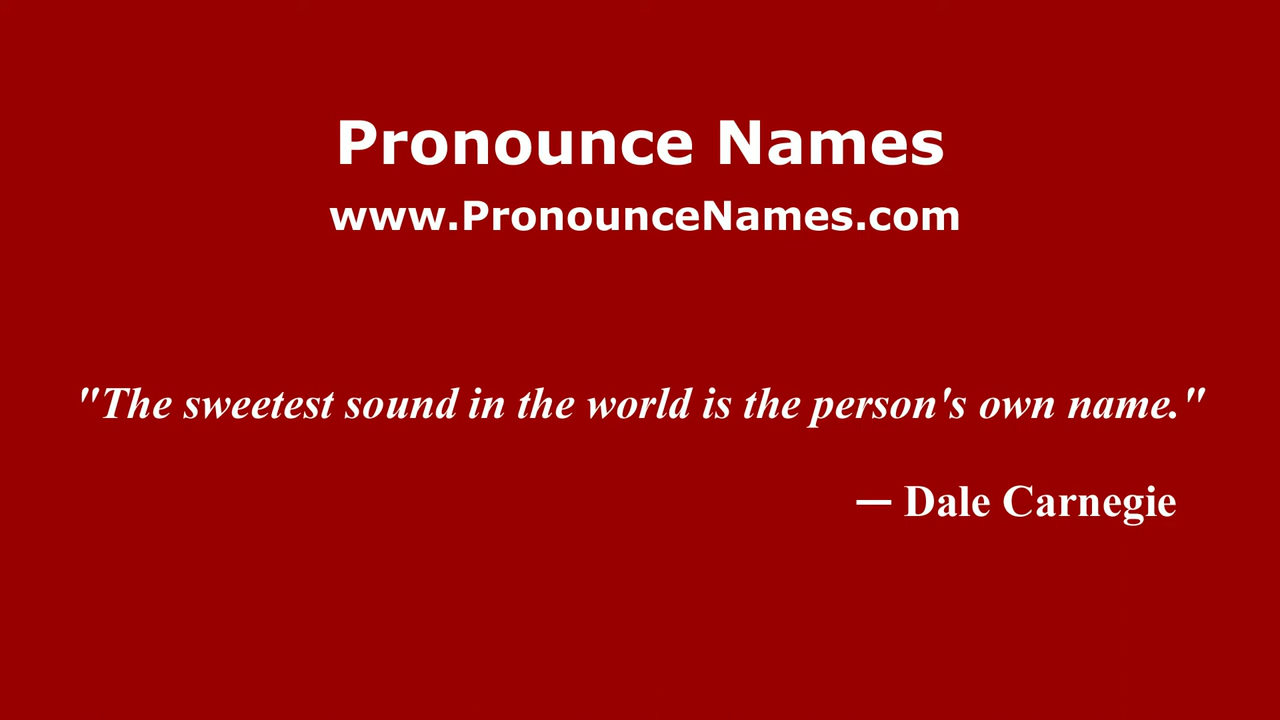 Pronounce Names
www.PronounceNames.com
"The sweetest sound in the world is the person's own name."
— Dale Carnegie